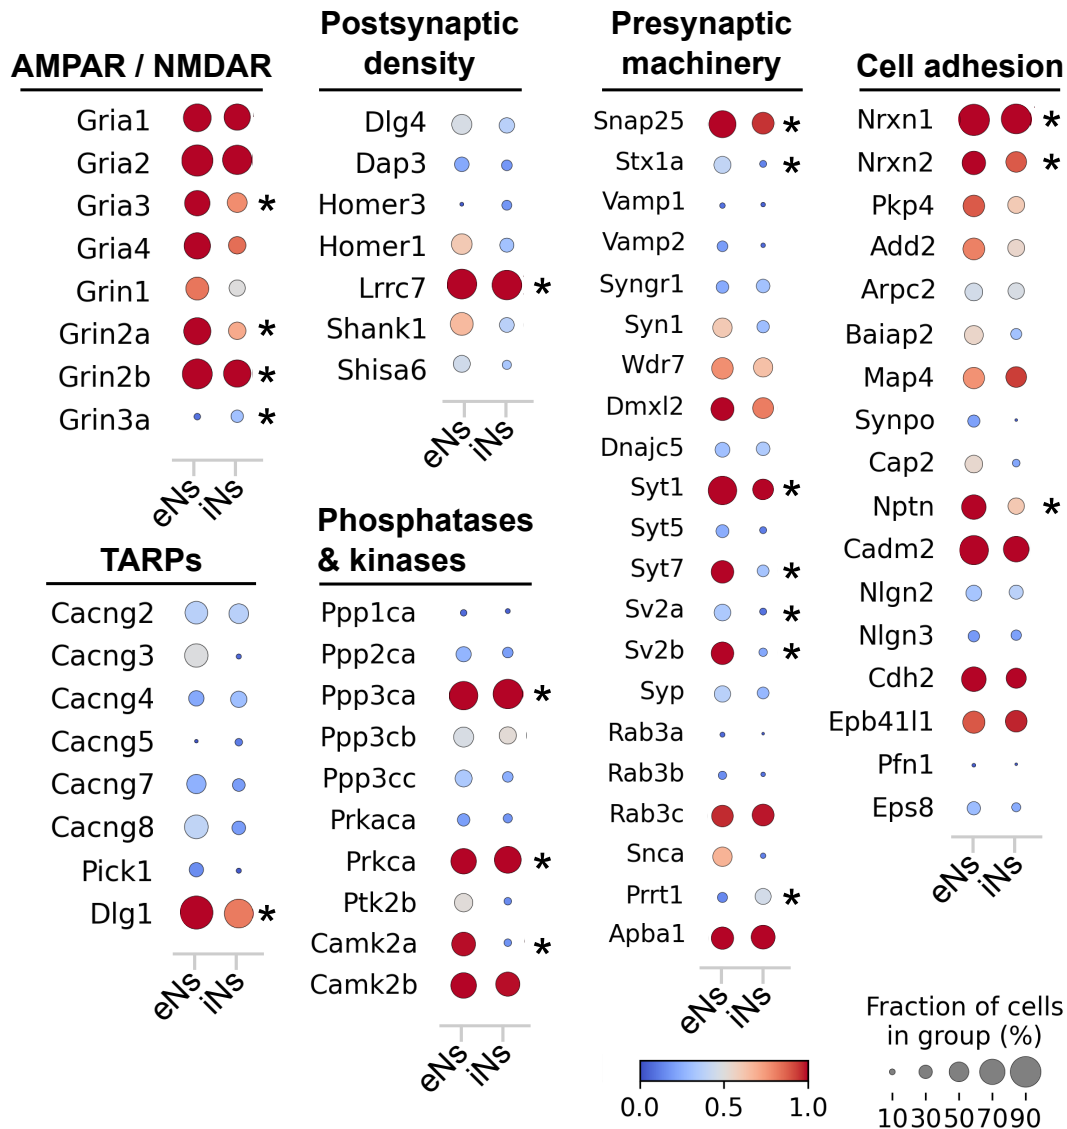 AMPAR / NMDAR
Gria1
Gria2
Gria3 *
Gria4
Grin1
Grin2a *
Grin2b *
Grin3a *
eNs iNs
TARPs
Cacng2
Cacng3
Cacng4
Cacng5
Cacng7
Cacng8
Pick1
Dlg1 *
eNs iNs
Postsynaptic
density
Dlg4
Dap3
Homer3
Homer1
Lrrc7 *
Shank1
Shisa6
eNs iNs
Phosphatases
& kinases
Ppp1ca
Ppp2ca
Ppp3ca *
Ppp3cb
Ppp3cc
Prkaca
Prkca *
Ptk2b
Camk2a *
Camk2b
eNs iNs
Presynaptic
machinery
Snap25 *
Stx1a *
Vamp1
Vamp2
Syngr1
Syn1
Wdr7
Dmxl2
Dnajc5
Syt1 *
Syt5
Syt7 *
Sv2a *
Sv2b *
Syp
Rab3a
Rab3b
Rab3c
Snca
Prrt1 *
Apba1
eNs iNs
0.0 0.5 1.0
Cell adhesion
Nrxn1 *
Nrxn2 *
Pkp4
Add2
Arpc2
Baiap2
Map4
Synpo
Cap2
Nptn *
Cadm2
Nlgn2
Nlgn3
Cdh2
Epb41l1
Pfn1
Eps8
eNs iNs
Fraction of cells
in group (%)
10 30 50 70 90